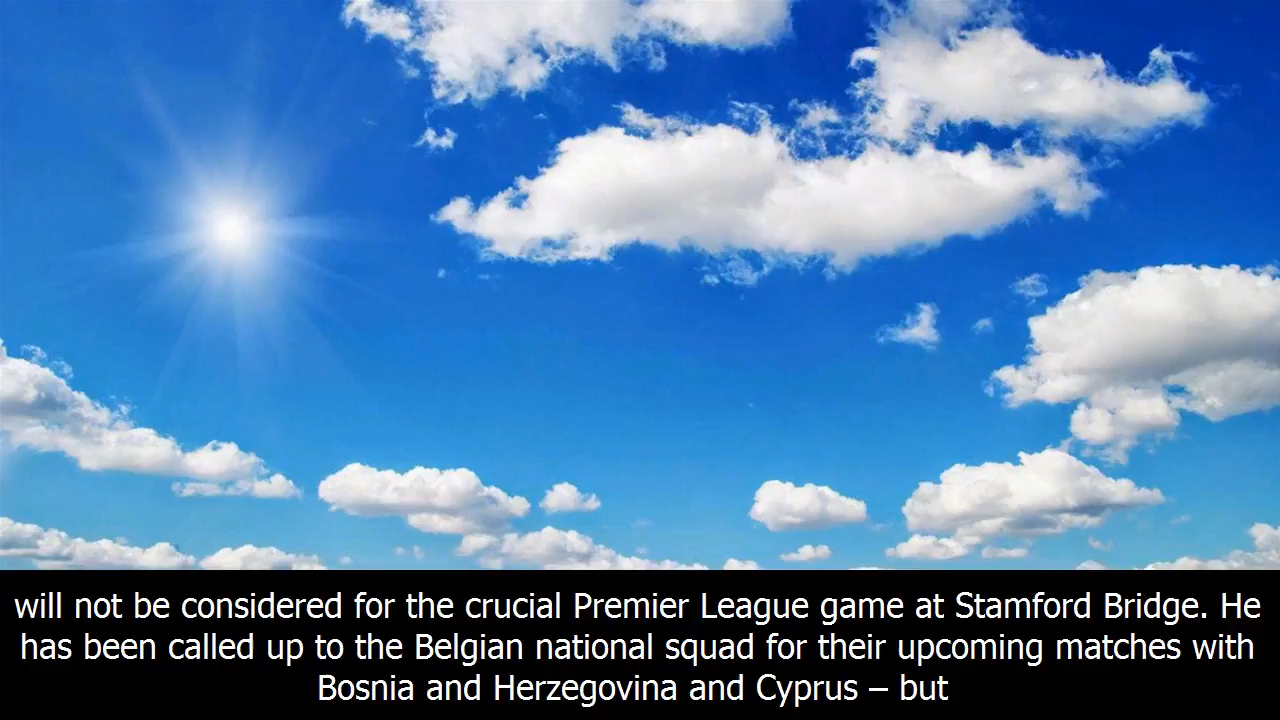 will not be considered for the crucial Premier League game at Stamford Bridge. He
has been called up to the Belgian national squad for their upcoming matches with
Bosnia and Herzegovina and Cyprus – but